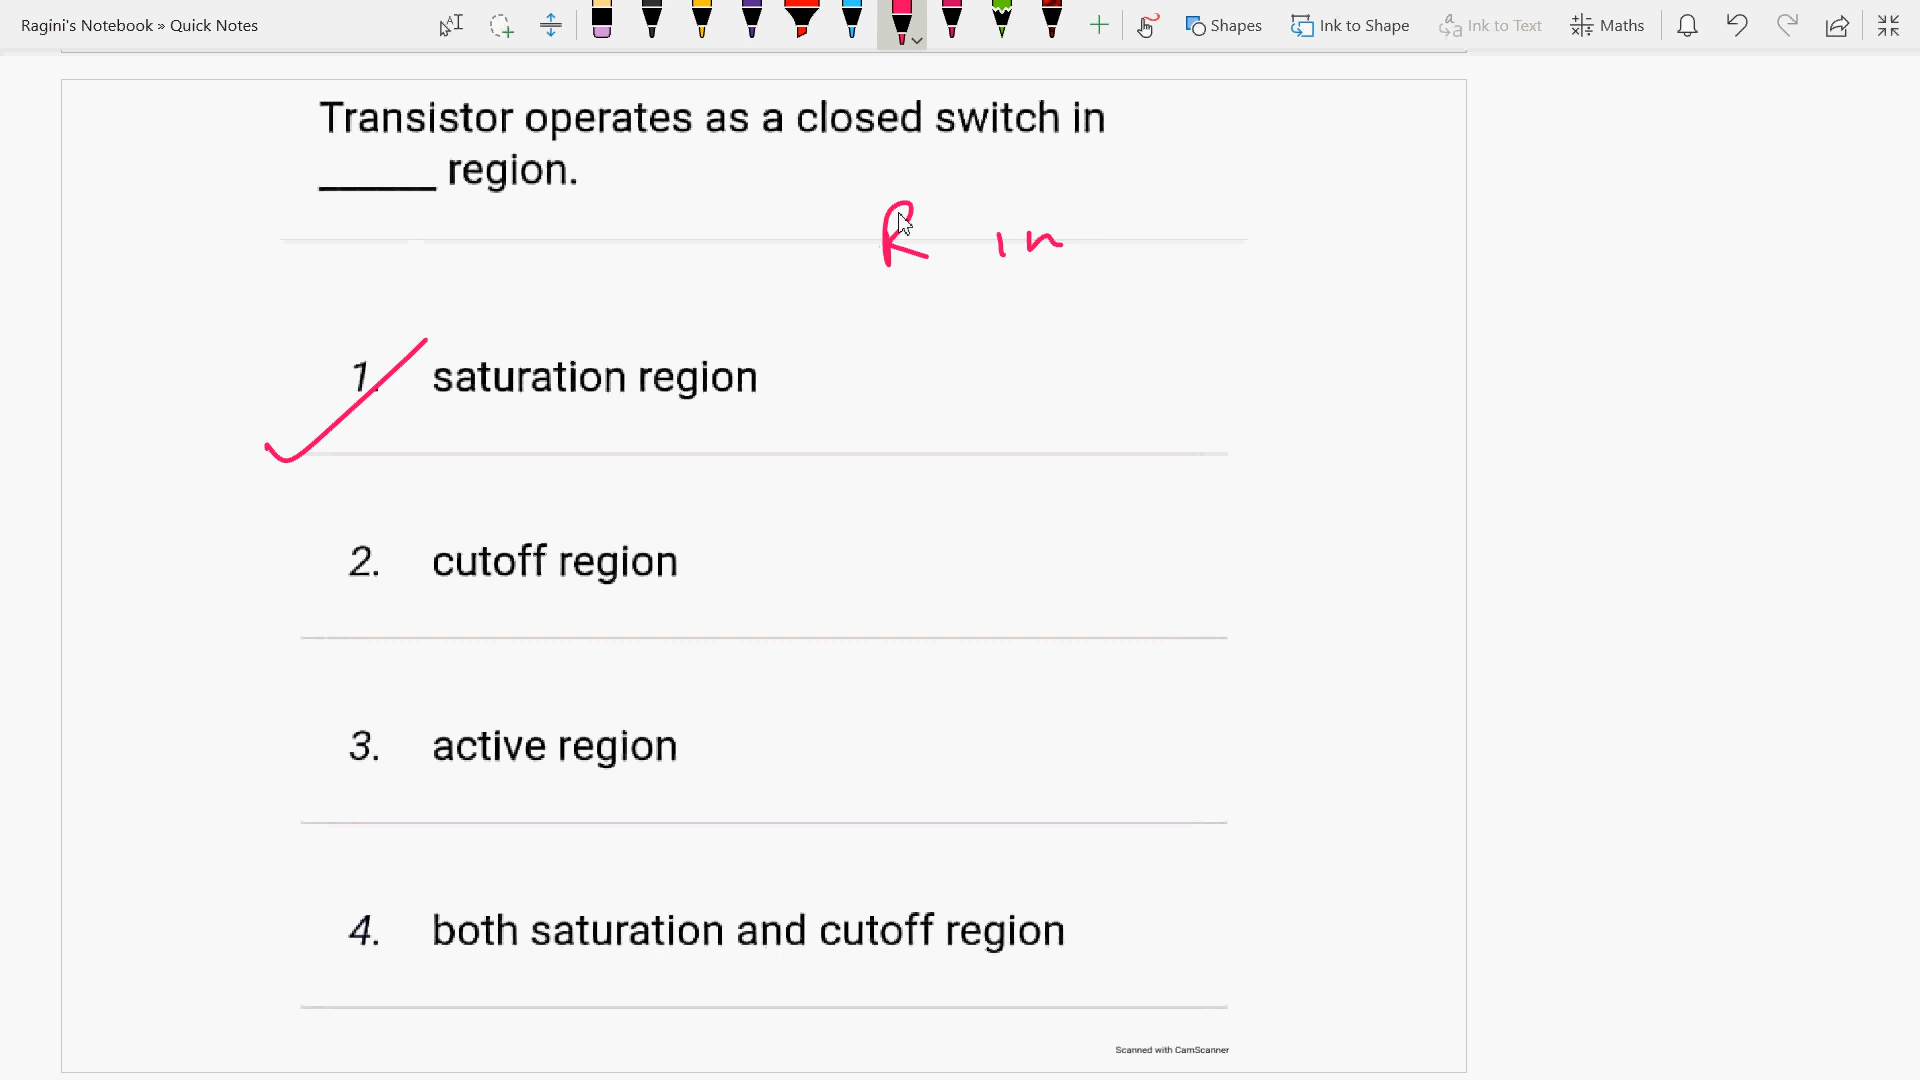 Ragini's Notebook » Quick Notes
Shapes
Ink to Shape
Ink to Text
Maths
Transistor operates as a closed switch in
______ region.
R in
1. saturation region
2. cutoff region
3. active region
4. both saturation and cutoff region
Scanned with CamScanner